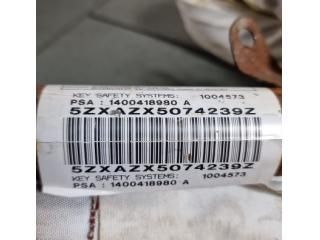 KEY SAFETY SYSTEMS: 1004573
PSA : 1400418980 A
5ZXAZX5074239Z
5ZXAZX5074239Z
KEY SAFETY SYSTEMS: 1004573
PSA : 1400418980 A